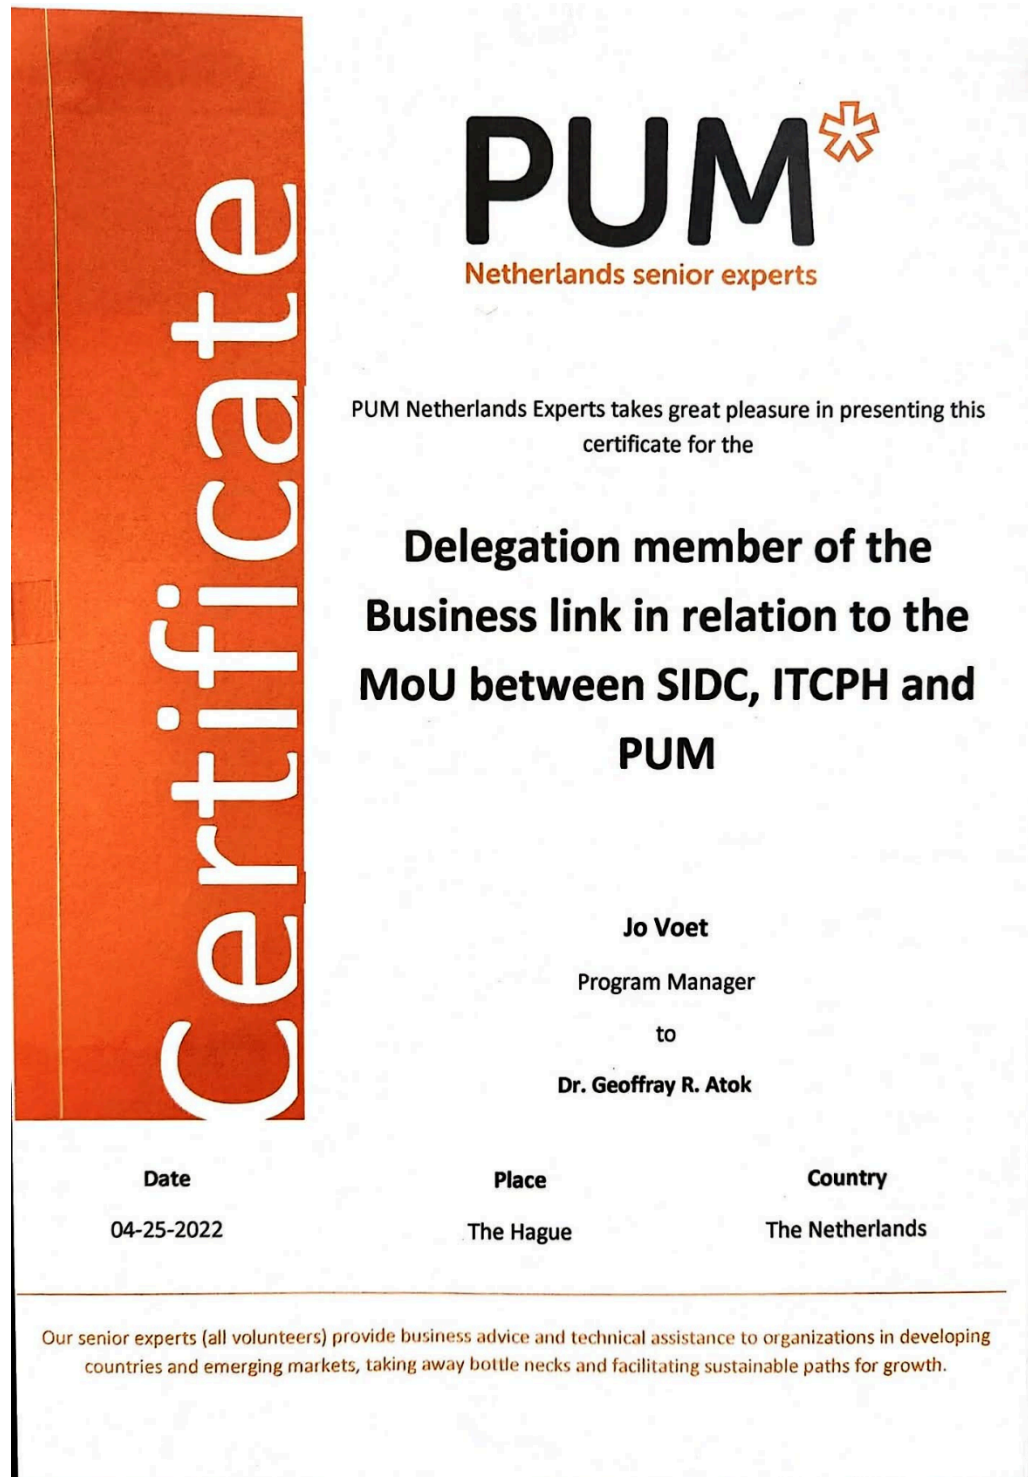 Certificate
PUM*
Netherlands senior experts
PUM Netherlands Experts takes great pleasure in presenting this
certificate for the
Delegation member of the
Business link in relation to the
MoU between SIDC, ITCPH and
PUM
Jo Voet
Program Manager
to
Dr. Geoffray R. Atok
Date Place Country
04-25-2022 The Hague The Netherlands
Our senior experts (all volunteers) provide business advice and technical assistance to organizations in developing
countries and emerging markets, taking away bottle necks and facilitating sustainable paths for growth.